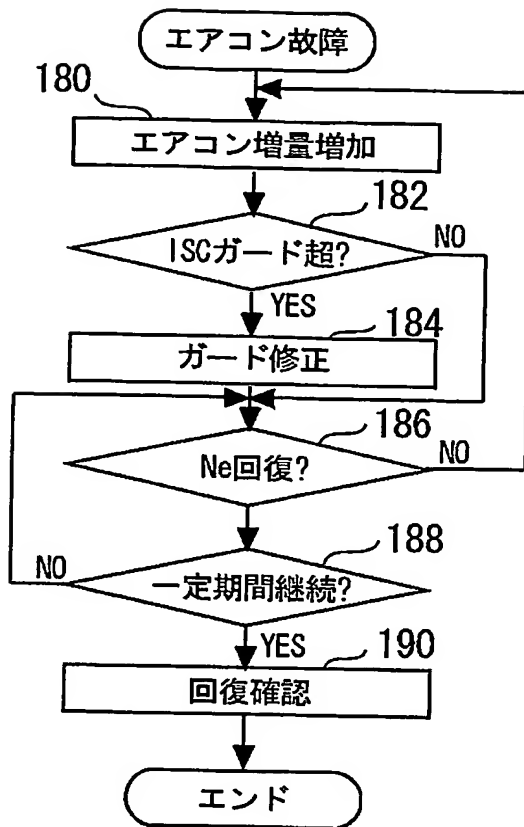 エアコン故障
180
エアコン増量増加
182
ISCガード超?
NO
YES
184
ガード修正
186
Ne回復?
NO
188
一定期間継続?
NO
YES
190
回復確認
エンド